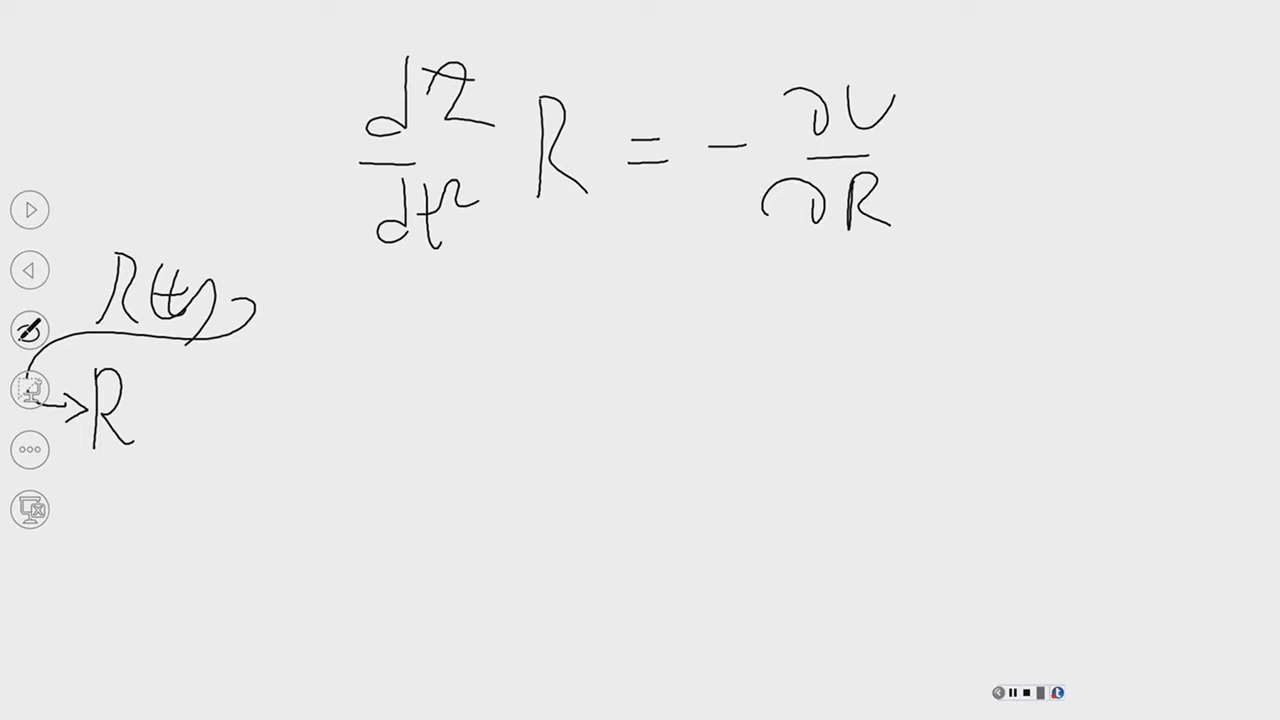 d²/dt² R = - ∂U/∂R
R(t)
R